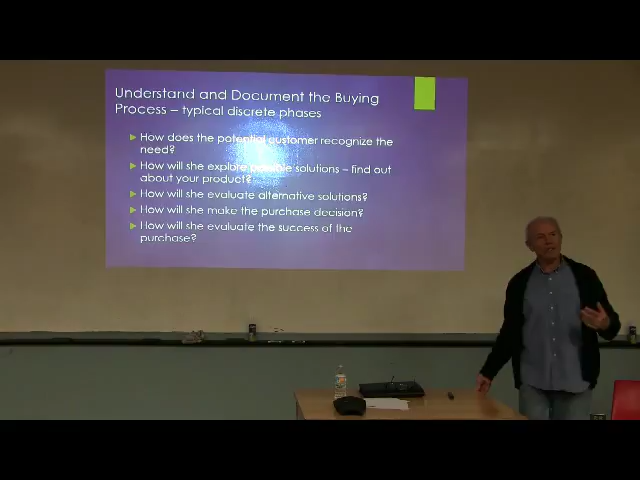 Understand and Document the Buying
Process – typical discrete phases
How does the potential customer recognize the
need?
How will she explore possible solutions – find out
about your product?
How will she evaluate alternative solutions?
How will she make the purchase decision?
How will she evaluate the success of the
purchase?